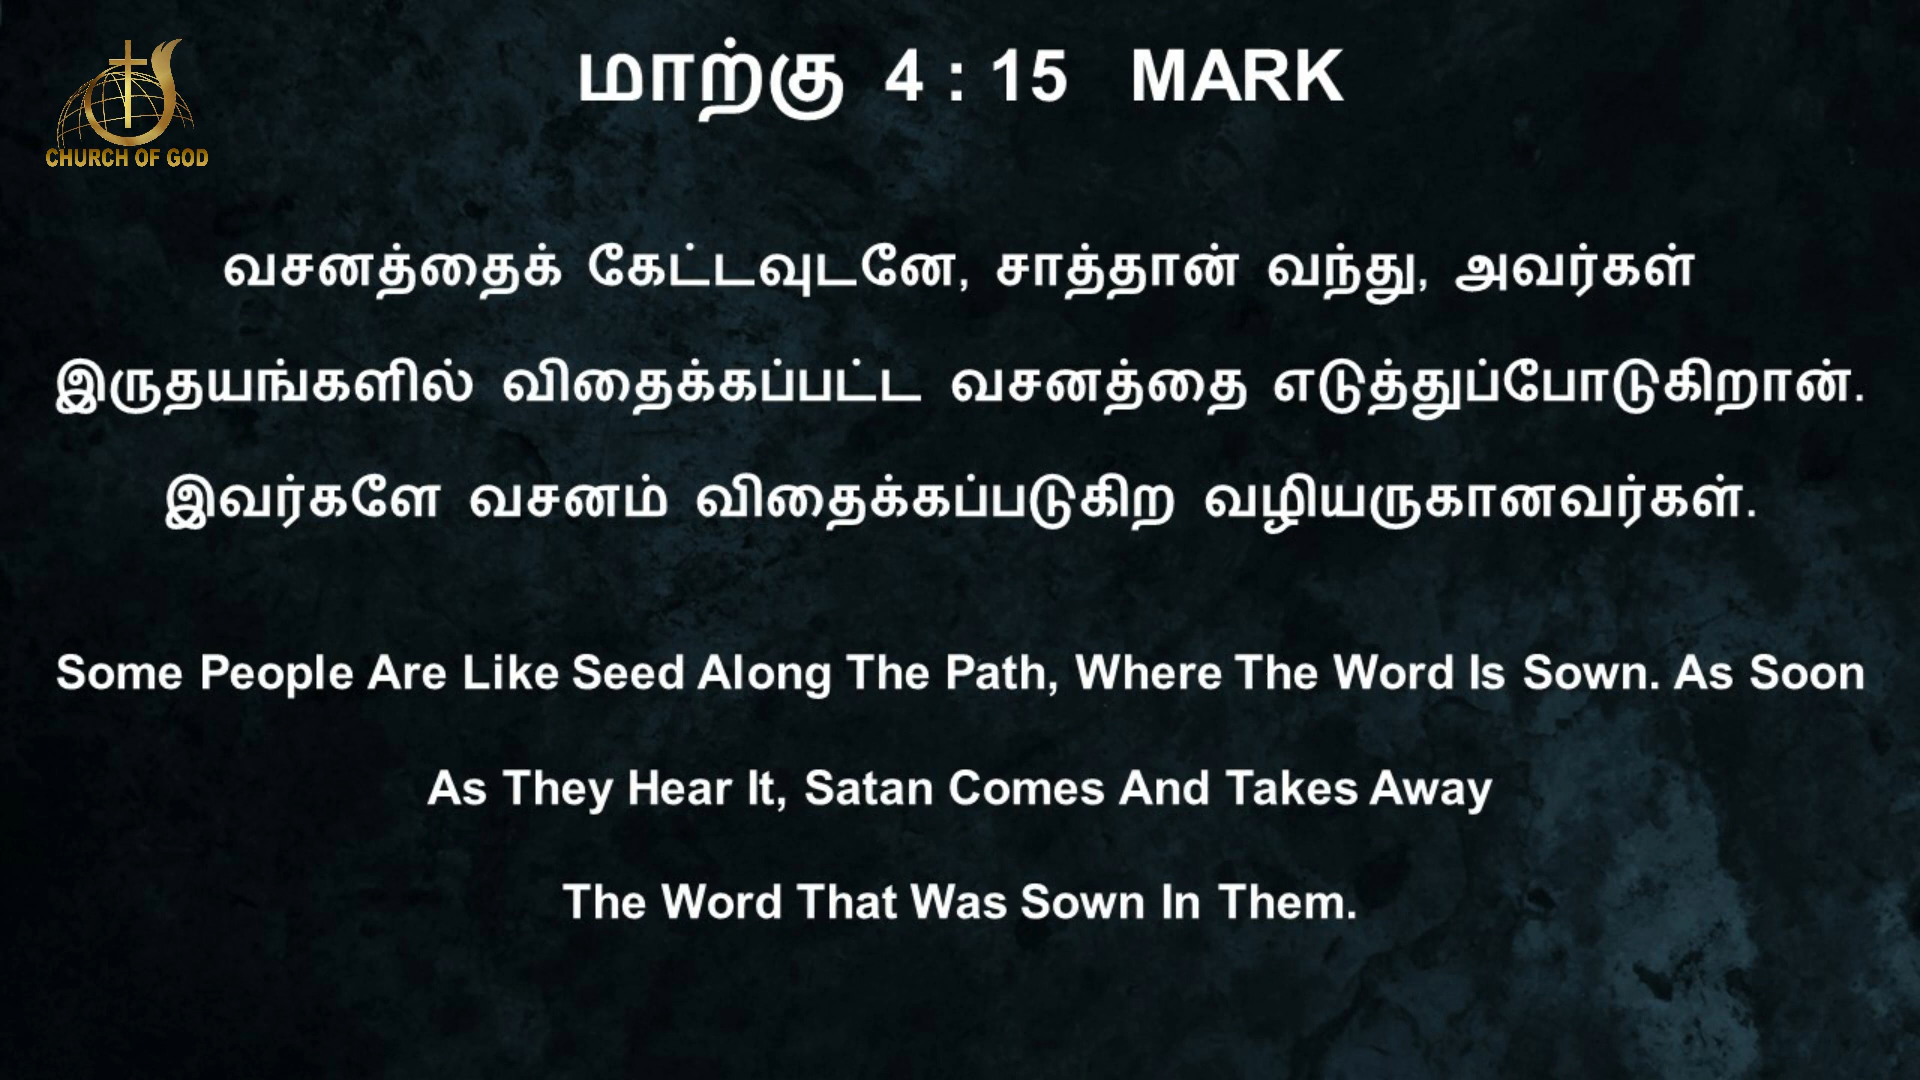 CHURCH OF GOD
மாற்கு 4 : 15 MARK
வசனத்தைக் கேட்டவுடனே, சாத்தான் வந்து, அவர்கள்
இருதயங்களில் விதைக்கப்பட்ட வசனத்தை எடுத்துப்போடுகிறான்.
இவர்களே வசனம் விதைக்கப்படுகிற வழியருகானவர்கள்.
Some People Are Like Seed Along The Path, Where The Word Is Sown. As Soon
As They Hear It, Satan Comes And Takes Away
The Word That Was Sown In Them.